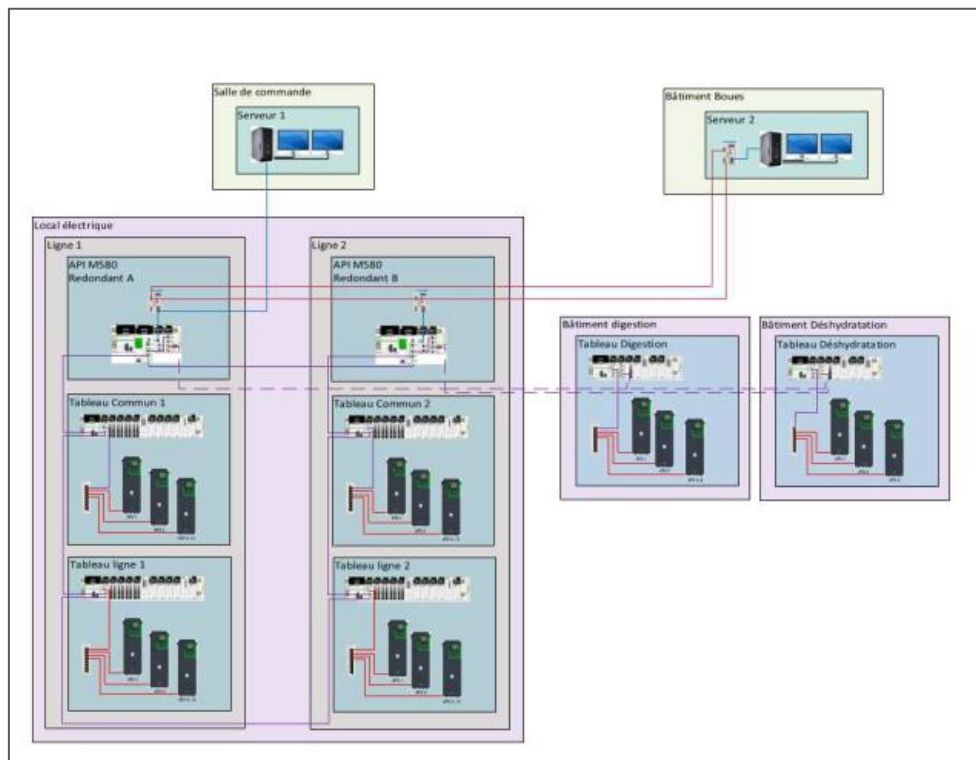 Salle de commande
Serveur 1
Bâtiment Boues
Serveur 2
Local électrique
Ligne 1
API M580
Redondant A
Ligne 2
API M580
Redondant B
Bâtiment digestion
Tableau Digestion
Bâtiment Déshydratation
Tableau Déshydratation
Tableau Commun 1
Tableau Commun 2
Tableau ligne 1
Tableau ligne 2